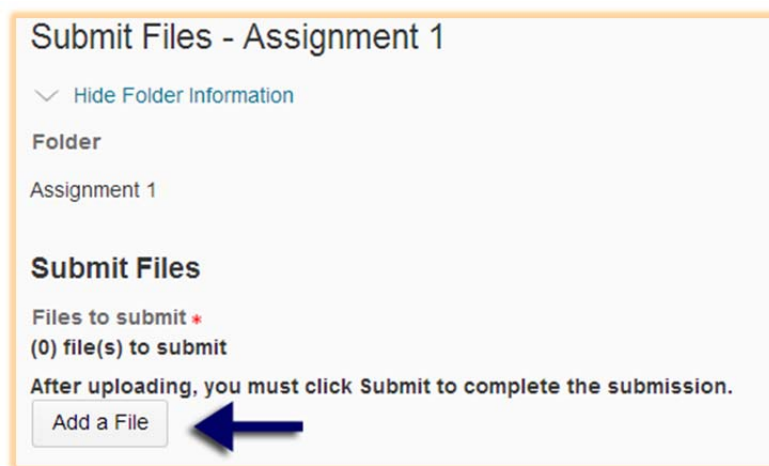 Submit Files - Assignment 1
Hide Folder Information
Folder
Assignment 1
Submit Files
Files to submit *
(0) file(s) to submit
After uploading, you must click Submit to complete the submission.
Add a File